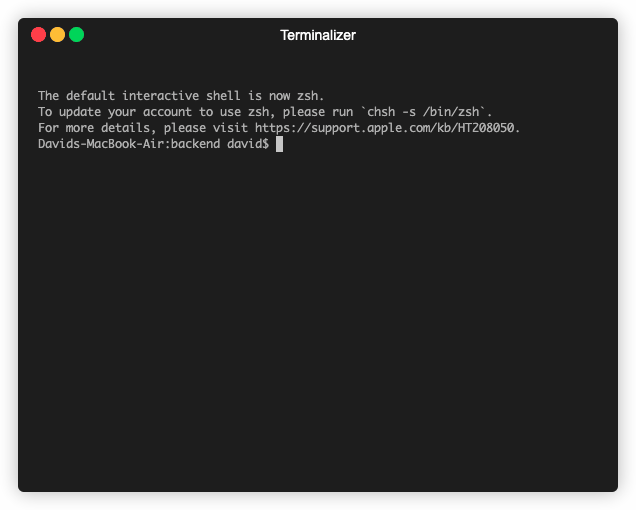 Terminalizer
The default interactive shell is now zsh.
To update your account to use zsh, please run `chsh -s /bin/zsh`.
For more details, please visit https://support.apple.com/kb/HT208050.
Davids-MacBook-Air:backend david$